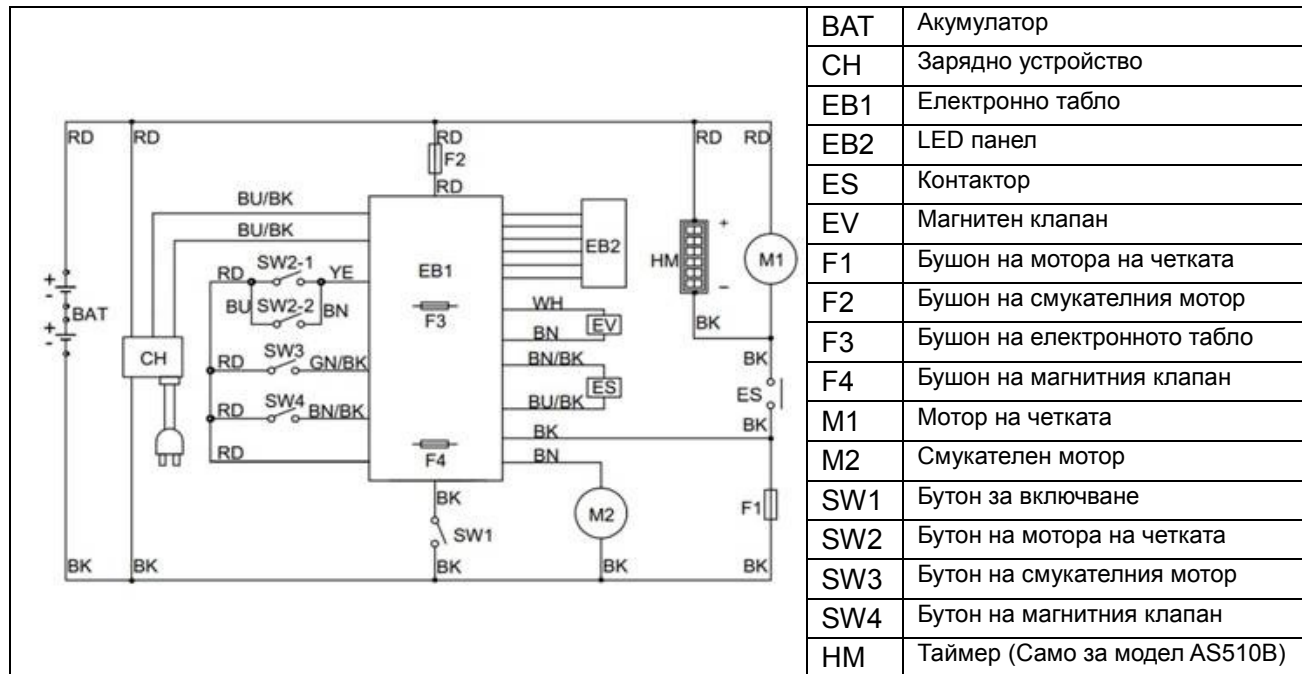 RD RD RD RD RD
F2
RD
BU/BK
BU/BK
EB2
SW2-1
RD YE
EB1
HM + M1
BU SW2-2 BN
F3
WH
EV
BN
–
BK
+
-
BAT
+
-
CH
SW3
RD GN/BK
BN/BK
ES
BK
ES
SW4
RD BN/BK
BU/BK
BK
BK
RD
F4
BN
BK
M2
F1
SW1
BK BK BK BK BK
BAT Акумулатор
CH Зарядно устройство
EB1 Електронно табло
EB2 LED панел
ES Контактор
EV Магнитен клапан
F1 Бушон на мотора на четката
F2 Бушон на смукателния мотор
F3 Бушон на електронното табло
F4 Бушон на магнитния клапан
M1 Мотор на четката
M2 Смукателен мотор
SW1 Бутон за включване
SW2 Бутон на мотора на четката
SW3 Бутон на смукателния мотор
SW4 Бутон на магнитния клапан
HM Таймер (Само за модел AS510B)